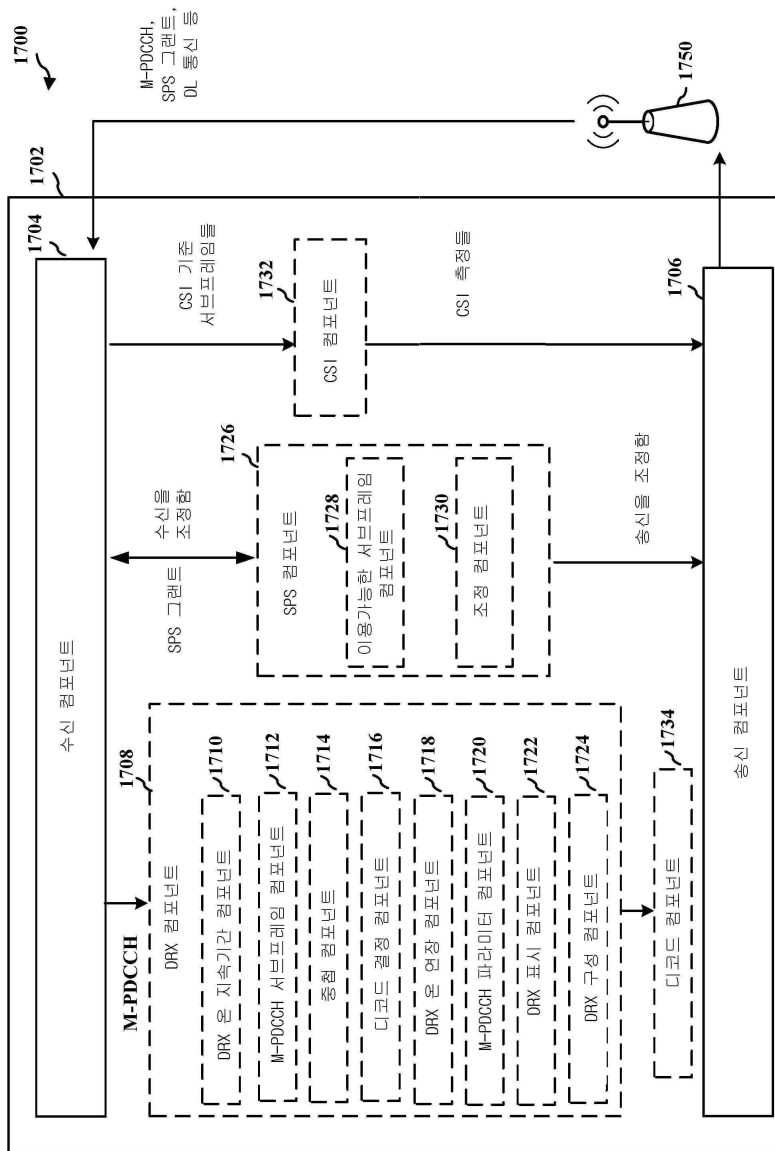 1700
M-PDCCH,
SPS 그랜트,
DL 통신 등
1702
1704
수신 컴포넌트
M-PDCCH
SPS 그랜트
수신을
조정함
CSI 기준
서브프레임들
1708
DRX 컴포넌트
1710
DRX 온 지속기간 컴포넌트
1712
M-PDCCH 서브프레임 컴포넌트
1714
중첩 컴포넌트
1716
디코드 결정 컴포넌트
1718
DRX 온 연장 컴포넌트
1720
M-PDCCH 파라미터 컴포넌트
1722
DRX 표시 컴포넌트
1724
DRX 구성 컴포넌트
1726
SPS 컴포넌트
1728
이용가능한 서브프레임
컴포넌트
1730
조정 컴포넌트
1732
CSI 컴포넌트
CSI 측정들
송신을 조정함
1734
디코드 컴포넌트
1706
송신 컴포넌트
1750